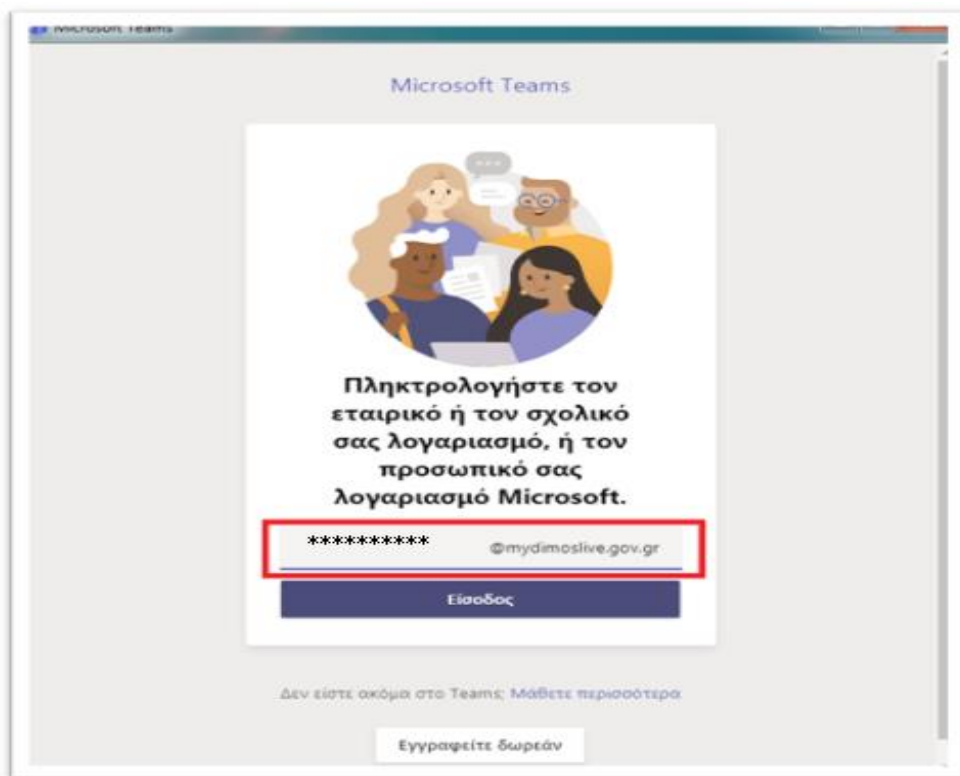 Microsoft Teams
Microsoft Teams
Πληκτρολογήστε τον
εταιρικό ή τον σχολικό
σας λογαριασμό, ή τον
προσωπικό σας
λογαριασμό Microsoft.
********** @mydimoslive.gov.gr
Είσοδος
Δεν είστε ακόμα στο Teams; Μάθετε περισσότερα
Εγγραφείτε δωρεάν